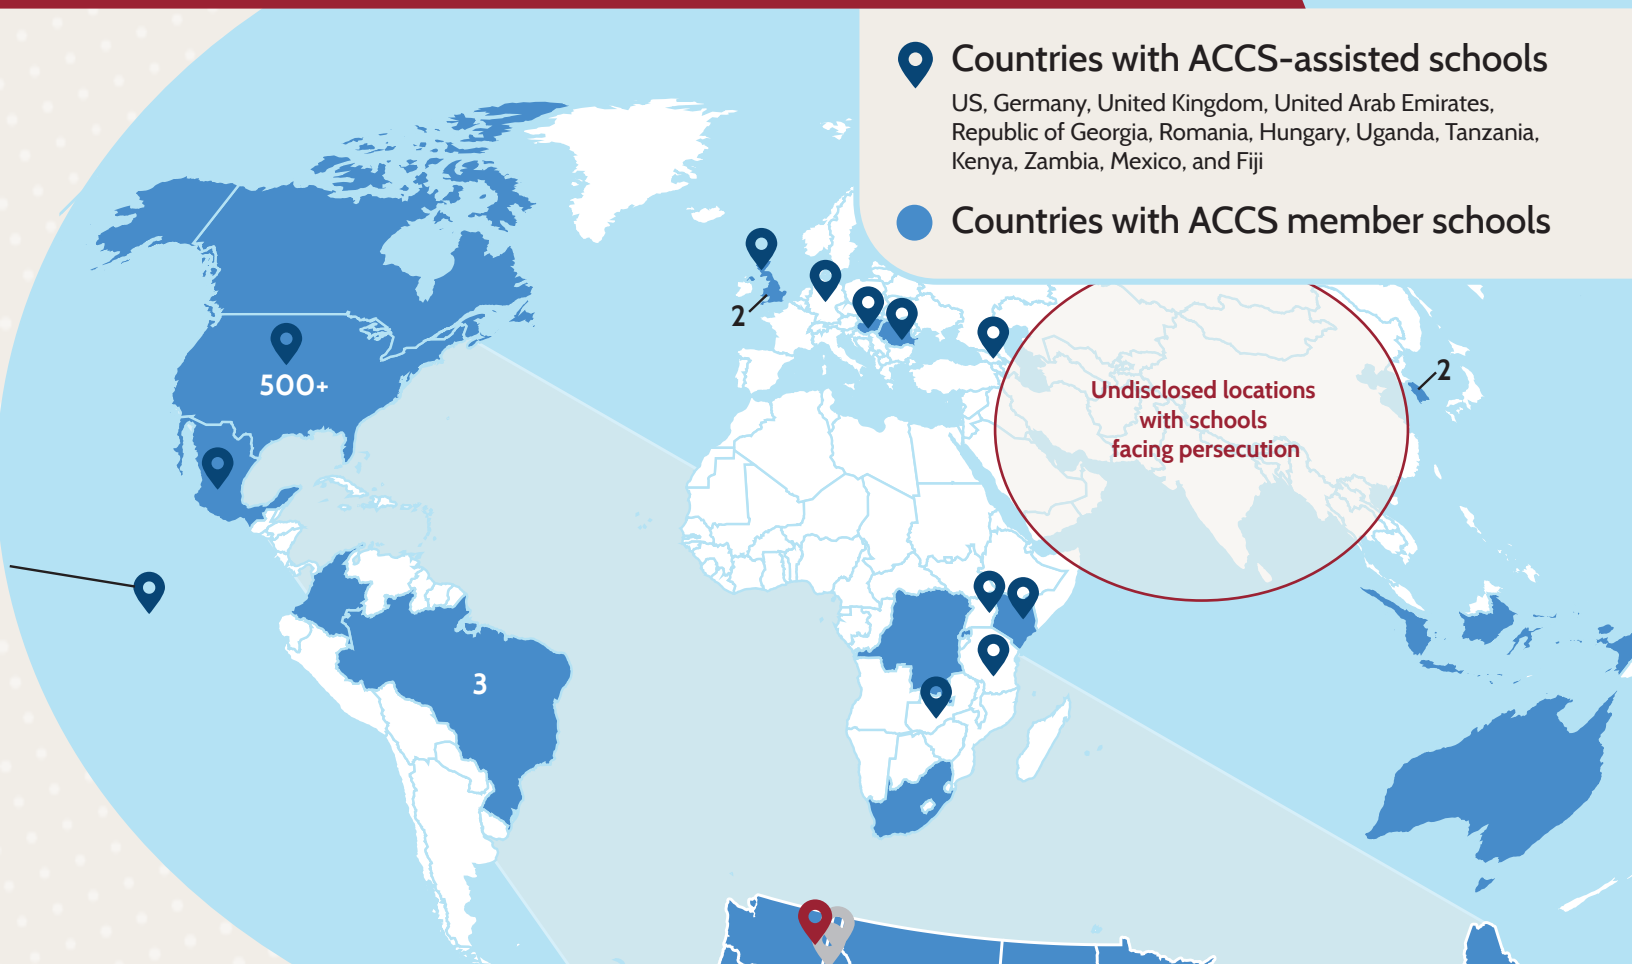 Countries with ACCS-assisted schools
US, Germany, United Kingdom, United Arab Emirates,
Republic of Georgia, Romania, Hungary, Uganda, Tanzania,
Kenya, Zambia, Mexico, and Fiji
Countries with ACCS member schools
2
500+
2
Undisclosed locations
with schools
facing persecution
3